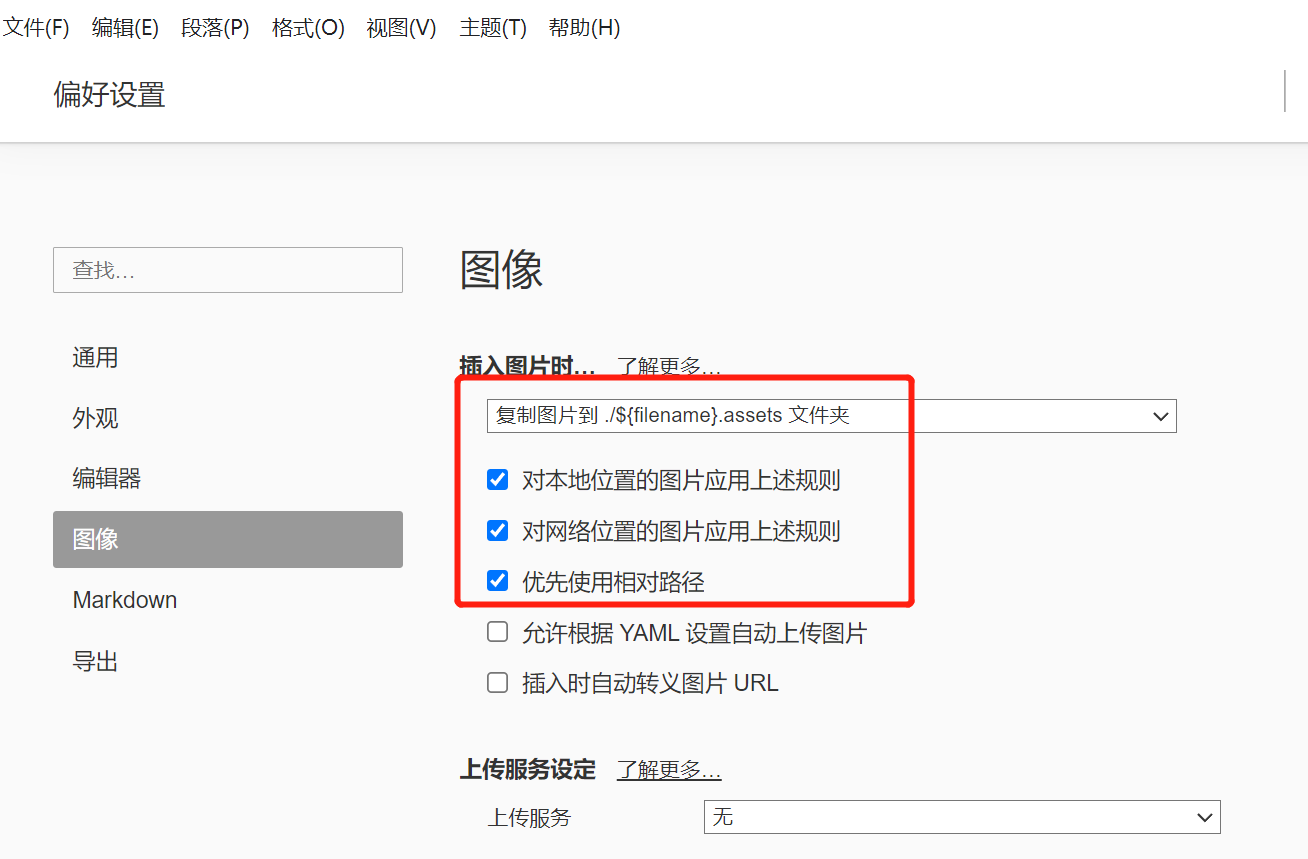 文件(F) 编辑(E) 段落(P) 格式(O) 视图(V) 主题(T) 帮助(H)
偏好设置
查找…
通用
外观
编辑器
图像
Markdown
导出
图像
插入图片时… 了解更多…
复制图片到 ./${filename}.assets 文件夹
对本地位置的图片应用上述规则
对网络位置的图片应用上述规则
优先使用相对路径
允许根据 YAML 设置自动上传图片
插入时自动转义图片 URL
上传服务设定 了解更多…
上传服务 无